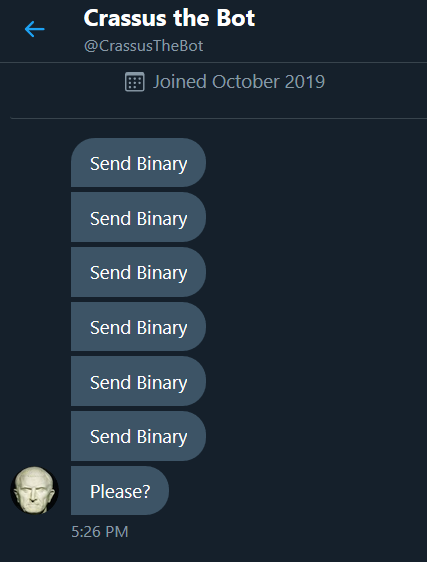 Crassus the Bot
@CrassusTheBot
Joined October 2019
Send Binary
Send Binary
Send Binary
Send Binary
Send Binary
Send Binary
Please?
5:26 PM